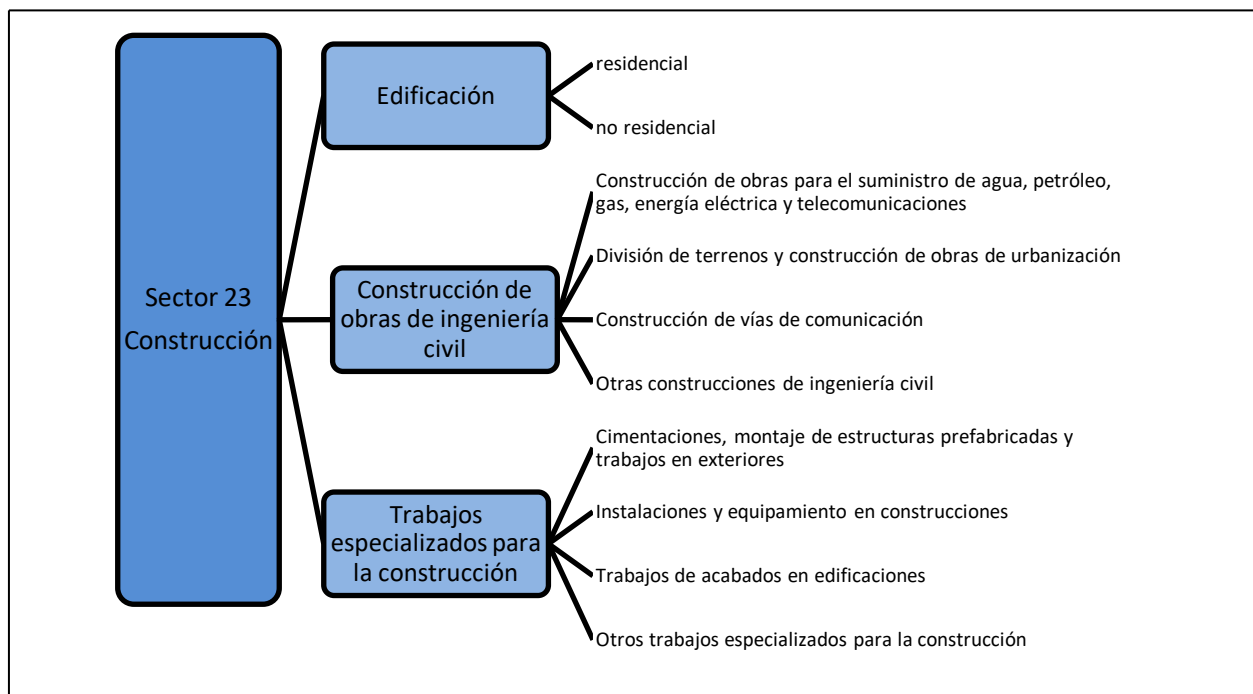 Sector 23
Construcción
Edificación
residencial
no residencial
Construcción de
obras de ingeniería
civil
Construcción de obras para el suministro de agua, petróleo,
gas, energía eléctrica y telecomunicaciones
División de terrenos y construcción de obras de urbanización
Construcción de vías de comunicación
Otras construcciones de ingeniería civil
Trabajos
especializados para
la construcción
Cimentaciones, montaje de estructuras prefabricadas y
trabajos en exteriores
Instalaciones y equipamiento en construcciones
Trabajos de acabados en edificaciones
Otros trabajos especializados para la construcción